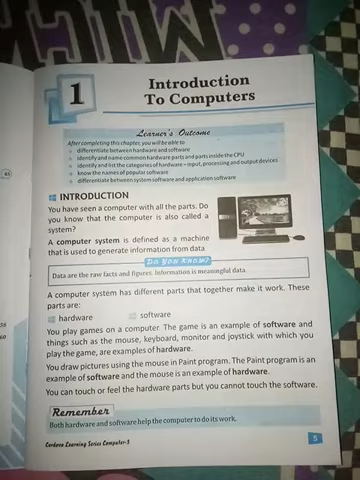 1
Introduction
To Computers
Learner's Outcome
After completing this chapter, you will be able to
differentiate between hardware and software
identify and name common hardware parts and parts inside the CPU
identify and list the categories of hardware – input, processing and output devices
know the names of popular software
differentiate between system software and application software
INTRODUCTION
You have seen a computer with all the parts. Do
you know that the computer is also called a
system?
A computer system is defined as a machine
that is used to generate information from data.
DO YOU KNOW?
Data are the raw facts and figures. Information is meaningful data.
A computer system has different parts that together make it work. These
parts are:
hardware software
You play games on a computer. The game is an example of software and
things such as the mouse, keyboard, monitor and joystick with which you
play the game, are examples of hardware.
You draw pictures using the mouse in Paint program. The Paint program is an
example of software and the mouse is an example of hardware.
You can touch or feel the hardware parts but you cannot touch the software.
Remember
Both hardware and software help the computer to do its work.
Cordova Learning Series Computer-3
5